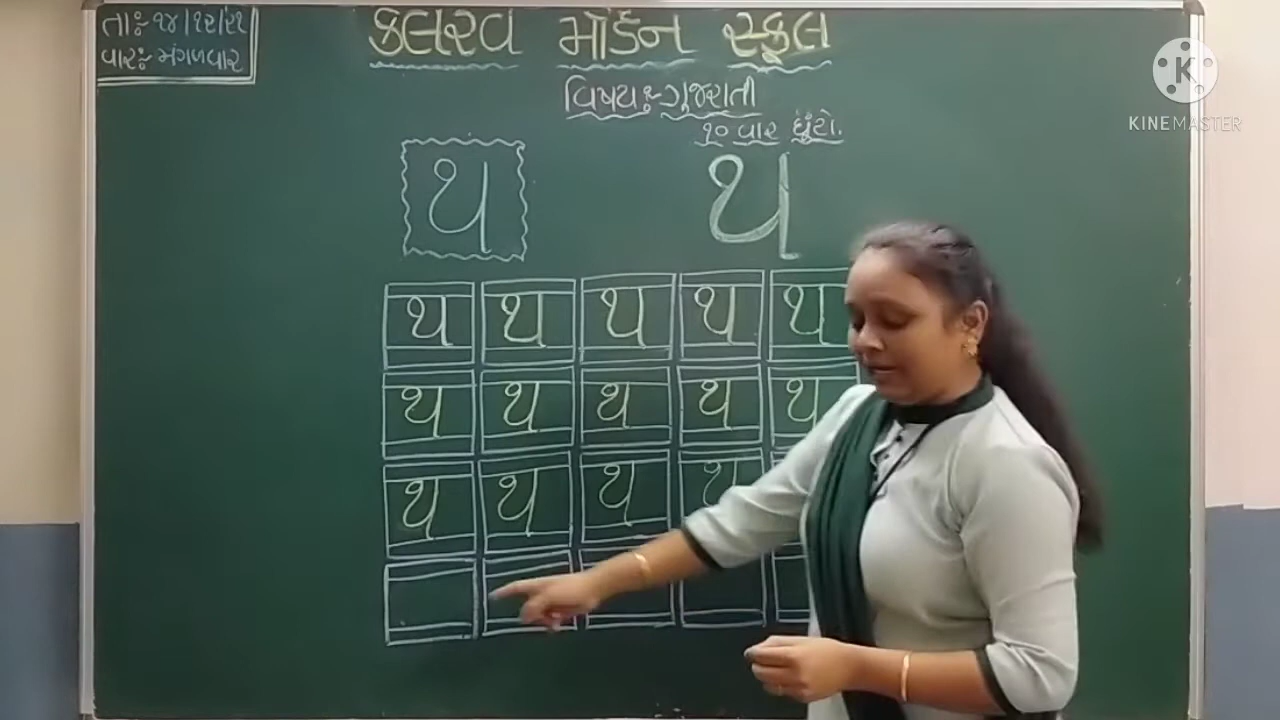 તા:- ૧૪/૧૨/૨૧
વાર:- મંગળવાર
કલરવ મોર્ડન સ્કૂલ
વિષય:- ગુજરાતી
૧૦ વાર ઘૂંટો.
થ થ
થ થ થ થ થ
થ થ થ થ થ
થ થ થ થ
KINEMASTER